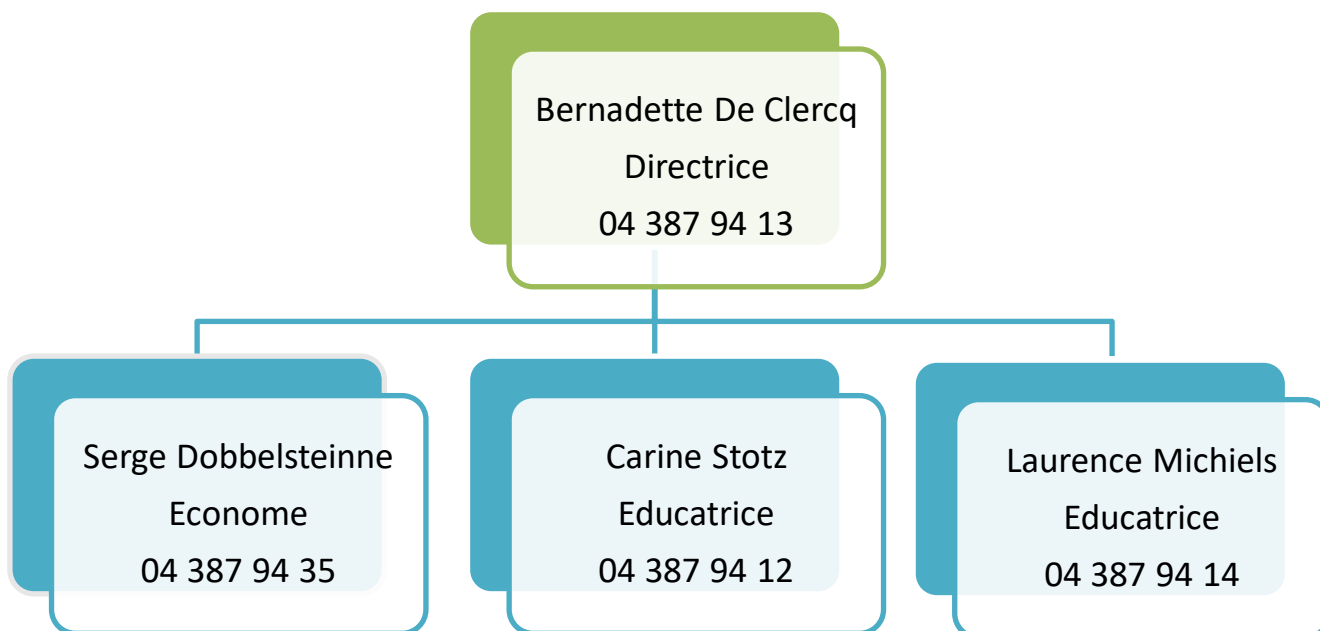 Bernadette De Clercq
Directrice
04 387 94 13
Serge Dobbelsteinne
Econome
04 387 94 35
Carine Stotz
Educatrice
04 387 94 12
Laurence Michiels
Educatrice
04 387 94 14